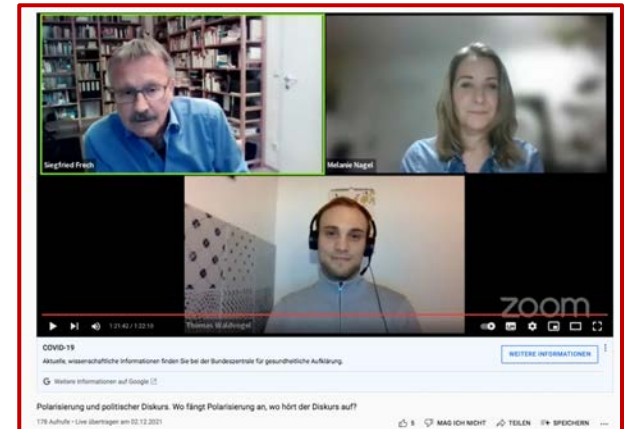 Siegfried Frech
Melanie Nagel
Thomas Waldvogel
zoom
1:21:42 / 1:22:10
COVID-19
Aktuelle, wissenschaftliche Informationen finden Sie bei der Bundeszentrale für gesundheitliche Aufklärung.
WEITERE INFORMATIONEN
G Weitere Informationen auf Google
Polarisierung und politischer Diskurs. Wo fängt Polarisierung an, wo hört der Diskurs auf?
178 Aufrufe • Live übertragen am 02.12.2021
5 MAG ICH NICHT TEILEN SPEICHERN ...